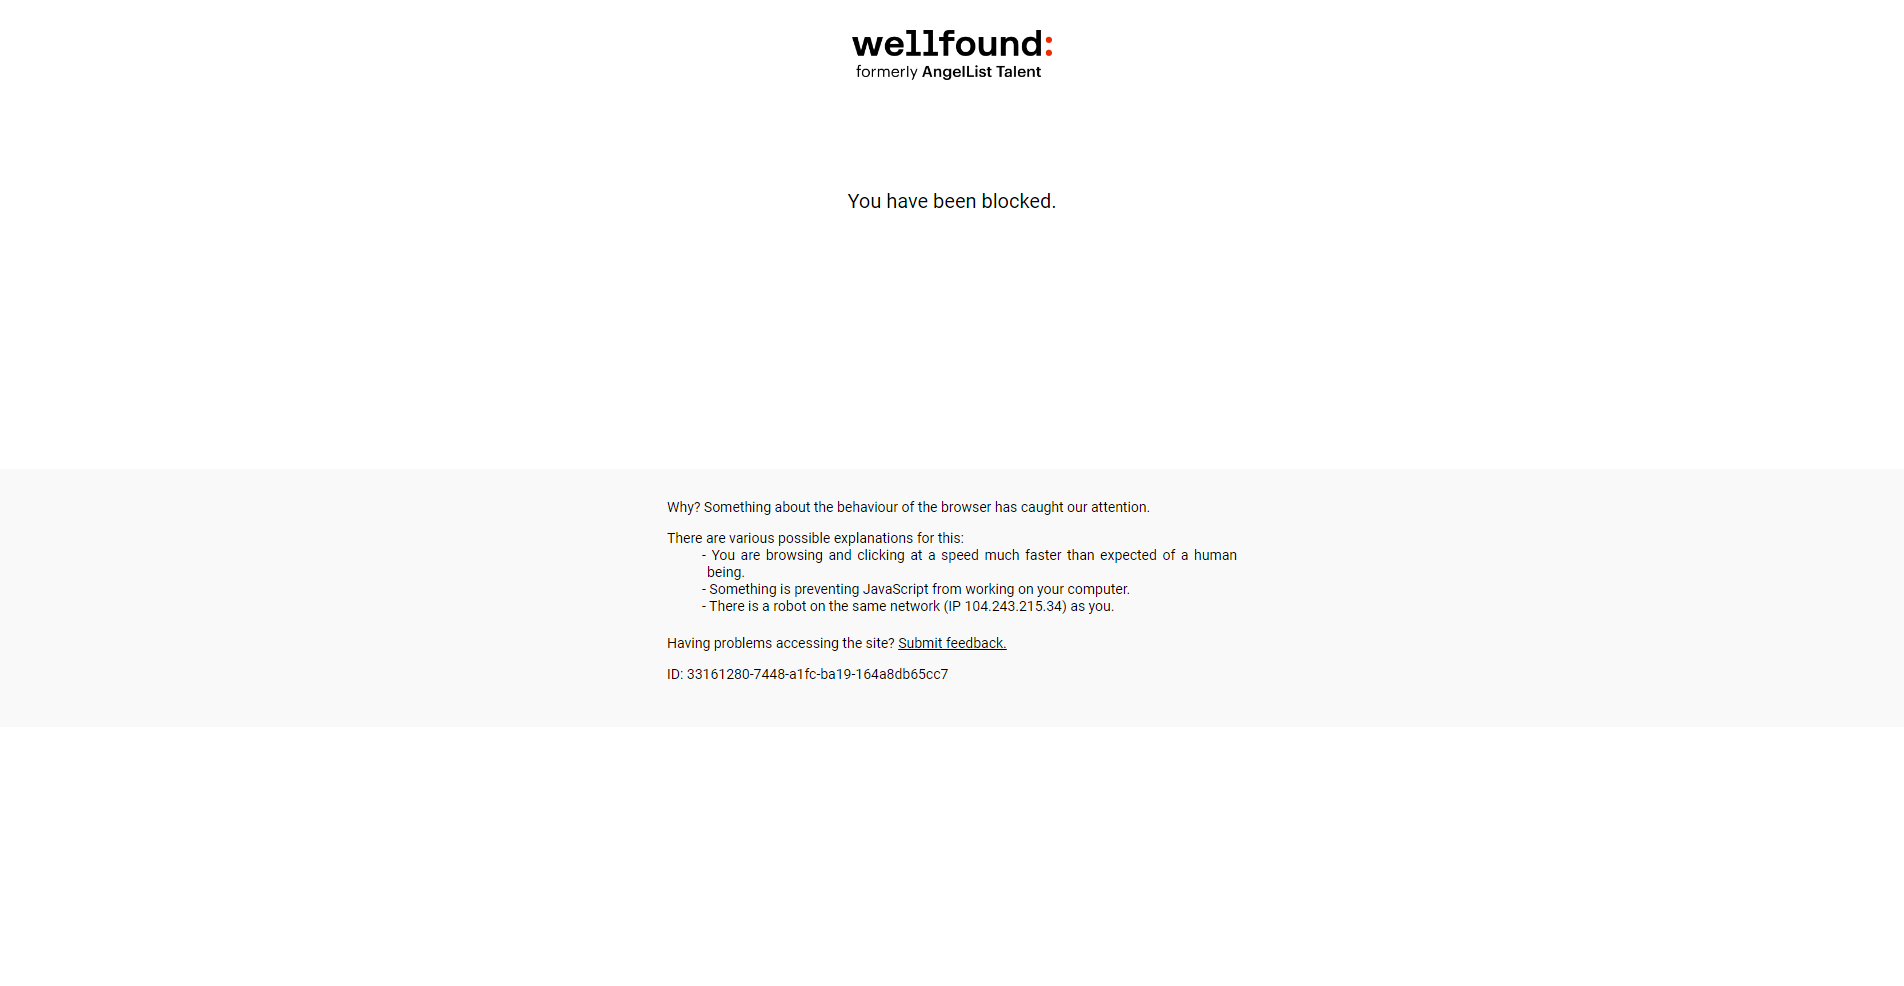 wellfound:
formerly AngelList Talent
You have been blocked.
Why? Something about the behaviour of the browser has caught our attention.
There are various possible explanations for this:
- You are browsing and clicking at a speed much faster than expected of a human
being.
- Something is preventing JavaScript from working on your computer.
- There is a robot on the same network (IP 104.243.215.34) as you.
Having problems accessing the site? Submit feedback.
ID: 33161280-7448-a1fc-ba19-164a8db65cc7